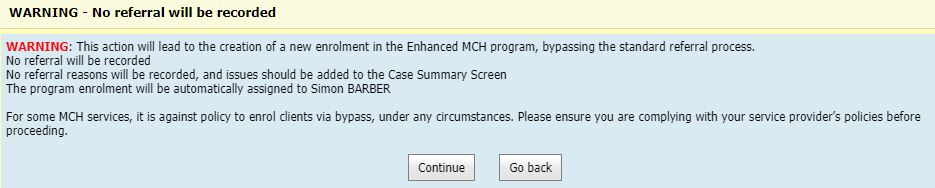 WARNING - No referral will be recorded
WARNING: This action will lead to the creation of a new enrolment in the Enhanced MCH program, bypassing the standard referral process.
No referral will be recorded
No referral reasons will be recorded, and issues should be added to the Case Summary Screen
The program enrolment will be automatically assigned to Simon BARBER
For some MCH services, it is against policy to enrol clients via bypass, under any circumstances. Please ensure you are complying with your service provider’s policies before
proceeding.
Continue Go back